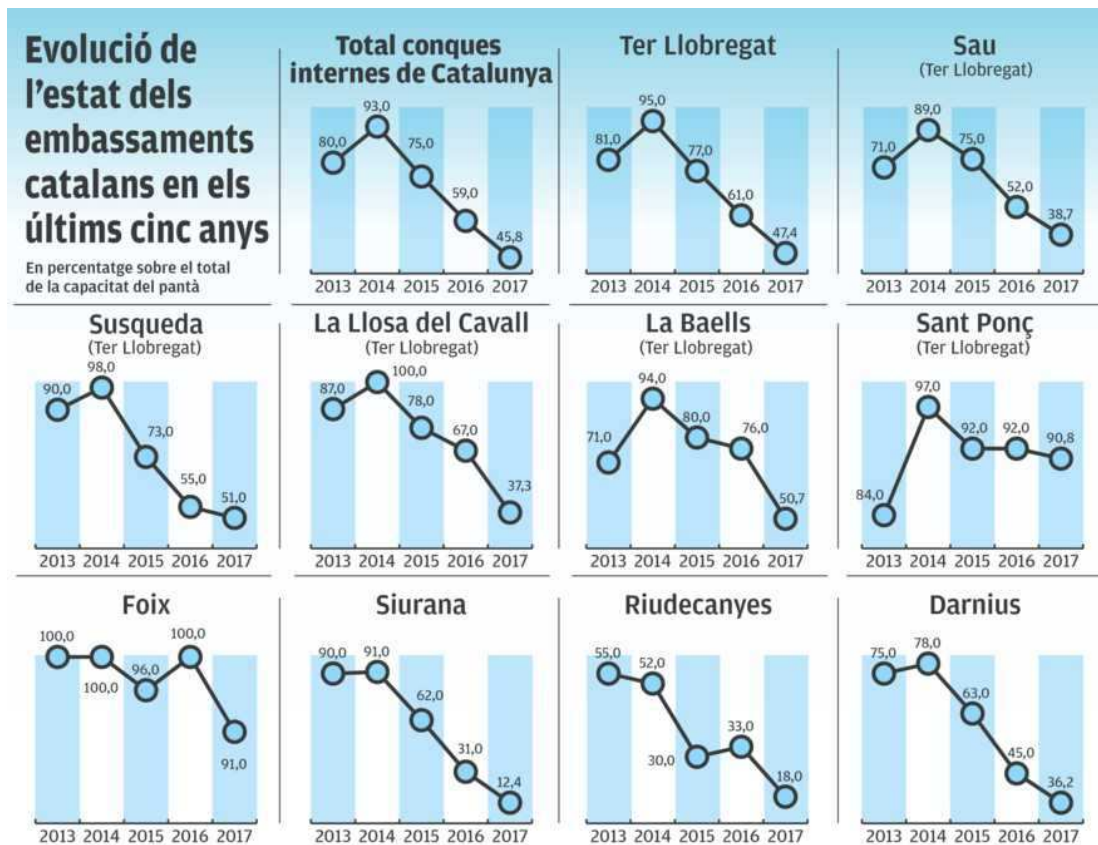 Evolució de
l'estat dels
embassaments
catalans en els
últims cinc anys
En percentatge sobre el total
de la capacitat del pantà
Total conques
internes de Catalunya
80,0
93,0
75,0
59,0
45,8
2013 2014 2015 2016 2017
Ter Llobregat
81,0
95,0
77,0
61,0
47,4
2013 2014 2015 2016 2017
Sau
(Ter Llobregat)
71,0
89,0
75,0
52,0
38,7
2013 2014 2015 2016 2017
Susqueda
(Ter Llobregat)
90,0
98,0
73,0
55,0
51,0
2013 2014 2015 2016 2017
La Llosa del Cavall
(Ter Llobregat)
87,0
100,0
78,0
67,0
37,3
2013 2014 2015 2016 2017
La Baells
(Ter Llobregat)
71,0
94,0
80,0
76,0
50,7
2013 2014 2015 2016 2017
Sant Ponç
(Ter Llobregat)
84,0
97,0
92,0
92,0
90,8
2013 2014 2015 2016 2017
Foix
100,0
100,0
96,0
100,0
91,0
2013 2014 2015 2016 2017
Siurana
90,0
91,0
62,0
31,0
12,4
2013 2014 2015 2016 2017
Riudecanyes
55,0
52,0
30,0
33,0
18,0
2013 2014 2015 2016 2017
Darnius
75,0
78,0
63,0
45,0
36,2
2013 2014 2015 2016 2017